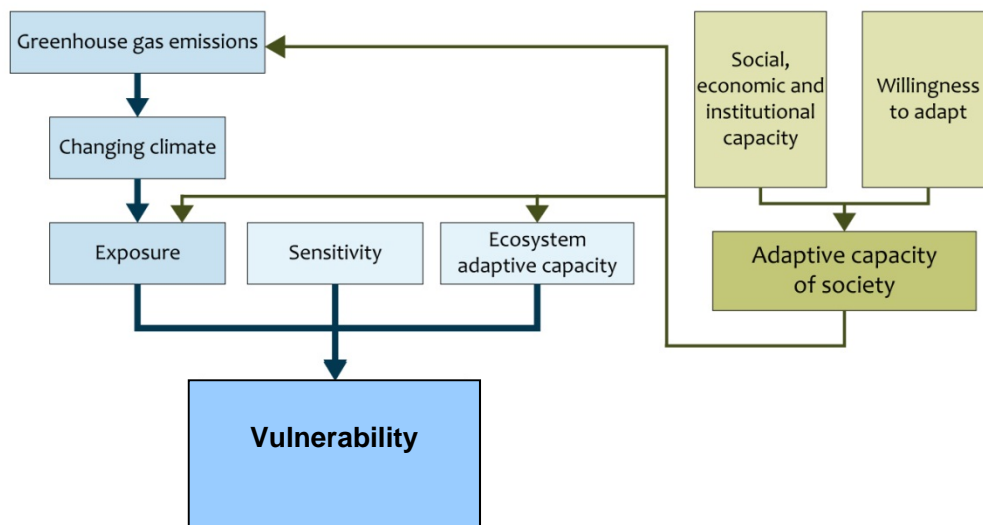 Greenhouse gas emissions
Social,
economic and
institutional
capacity
Willingness
to adapt
Changing climate
Exposure
Sensitivity
Ecosystem
adaptive capacity
Adaptive capacity
of society
Vulnerability